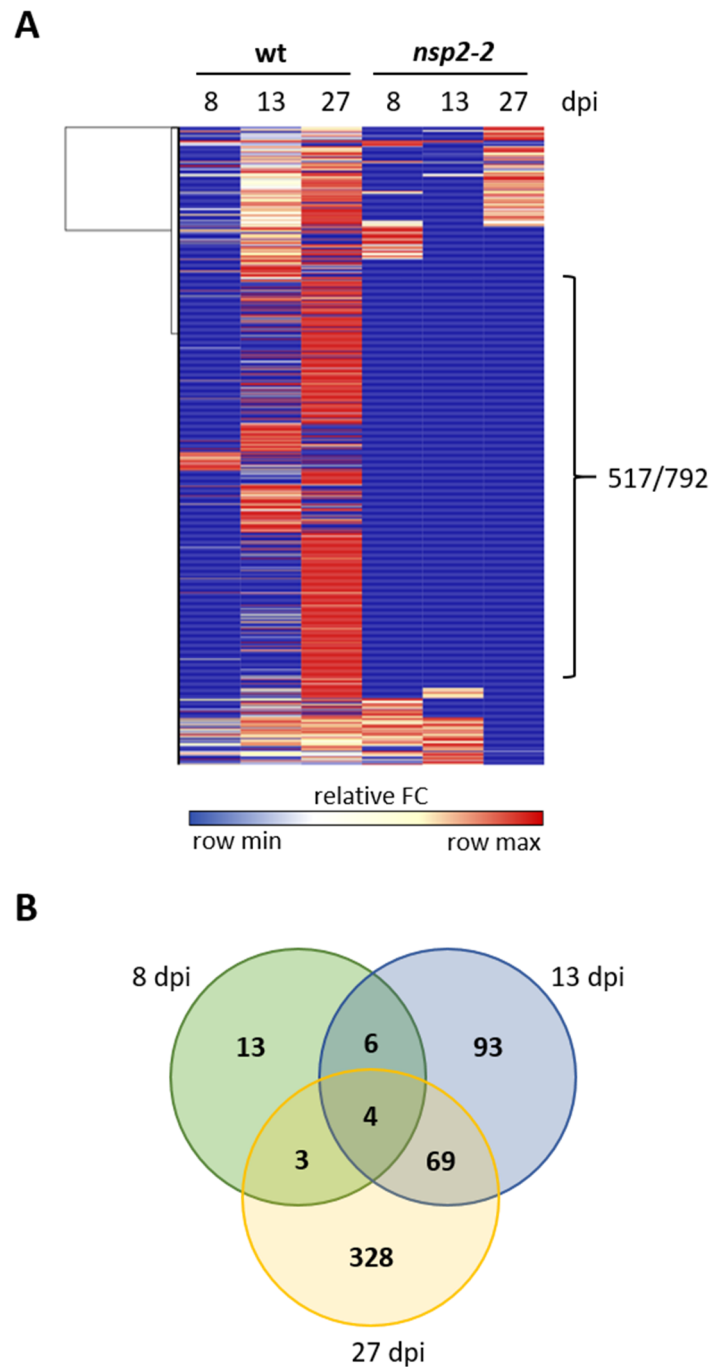 A
wt nsp2-2
8 13 27 8 13 27 dpi
517/792
relative FC
row min row max
B
8 dpi 13 dpi
13 6 93
4
3 69
328
27 dpi